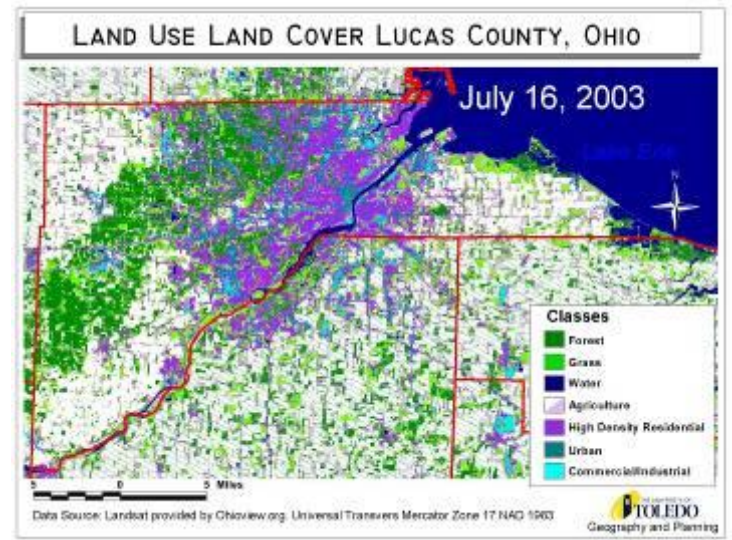 LAND USE LAND COVER LUCAS COUNTY, OHIO
July 16, 2003
Lake Erie
N
Classes
Forest
Grass
Water
Agriculture
High Density Residential
Urban
Commercial/Industrial
5 0 5 Miles
Data Source: Landsat provided by Ohioview.org. Universal Transvers Mercator Zone 17 NAD 1983
TOLEDO
Geography and Planning